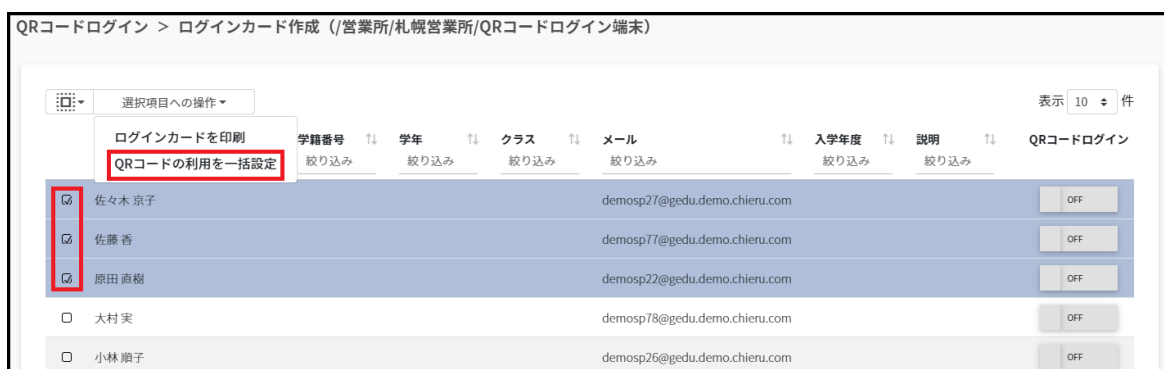 QRコードログイン > ログインカード作成（/営業所/札幌営業所/QRコードログイン端末）
選択項目への操作 表示 10 件
ログインカードを印刷
QRコードの利用を一括設定
学籍番号 学年 クラス メール 入学年度 説明 QRコードログイン
絞り込み 絞り込み 絞り込み 絞り込み 絞り込み 絞り込み
佐々木 京子 demosp27@gedu.demo.chieru.com OFF
佐藤 香 demosp77@gedu.demo.chieru.com OFF
原田 直樹 demosp22@gedu.demo.chieru.com OFF
大村 実 demosp78@gedu.demo.chieru.com OFF
小林 順子 demosp26@gedu.demo.chieru.com OFF